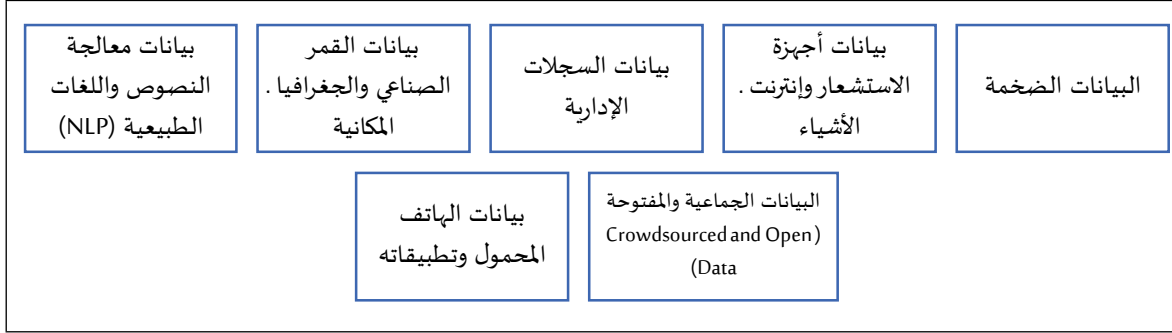 البيانات الضخمة
بيانات أجهزة
الاستشعار وإنترنت .
الأشياء
بيانات السجلات
الإدارية
بيانات القمر
الصناعي والجغرافيا .
المكانية
بيانات معالجة
النصوص واللغات
الطبيعية (NLP)
البيانات الجماعية والمفتوحة
(Crowdsourced and Open
Data)
بيانات الهاتف
المحمول وتطبيقاته